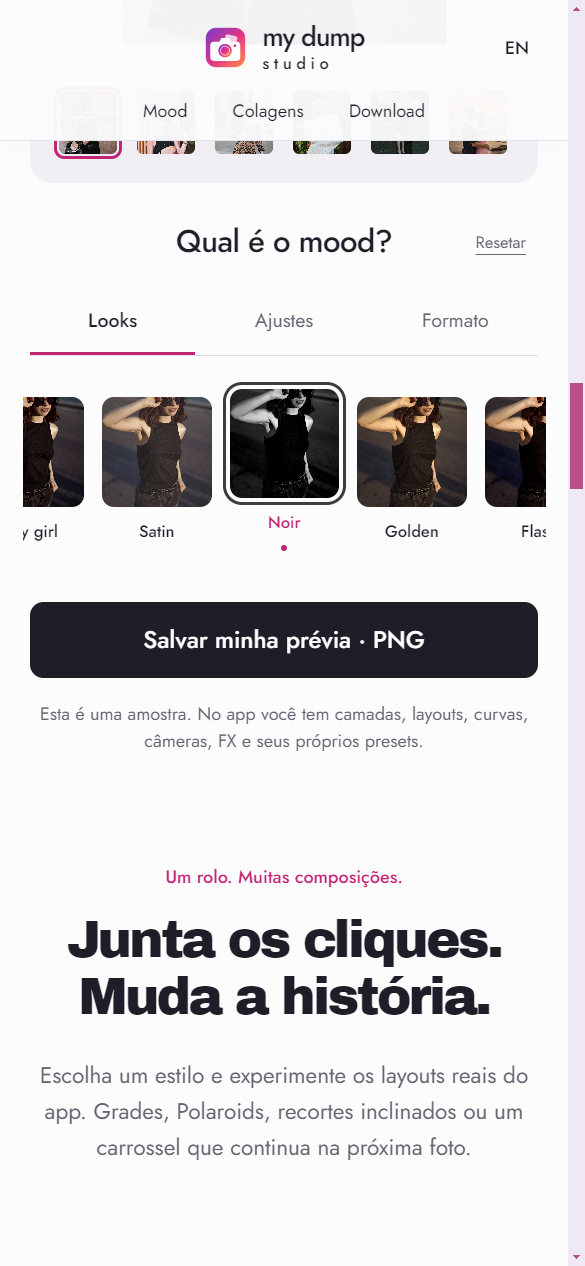 my dump
studio
EN
Mood
Colagens
Download
Qual é o mood?
Resetar
Looks
Ajustes
Formato
y girl
Satin
Noir
Golden
Flas
Salvar minha prévia · PNG
Esta é uma amostra. No app você tem camadas, layouts, curvas,
câmeras, FX e seus próprios presets.
Um rolo. Muitas composições.
Junta os cliques.
Muda a história.
Escolha um estilo e experimente os layouts reais do
app. Grades, Polaroids, recortes inclinados ou um
carrossel que continua na próxima foto.